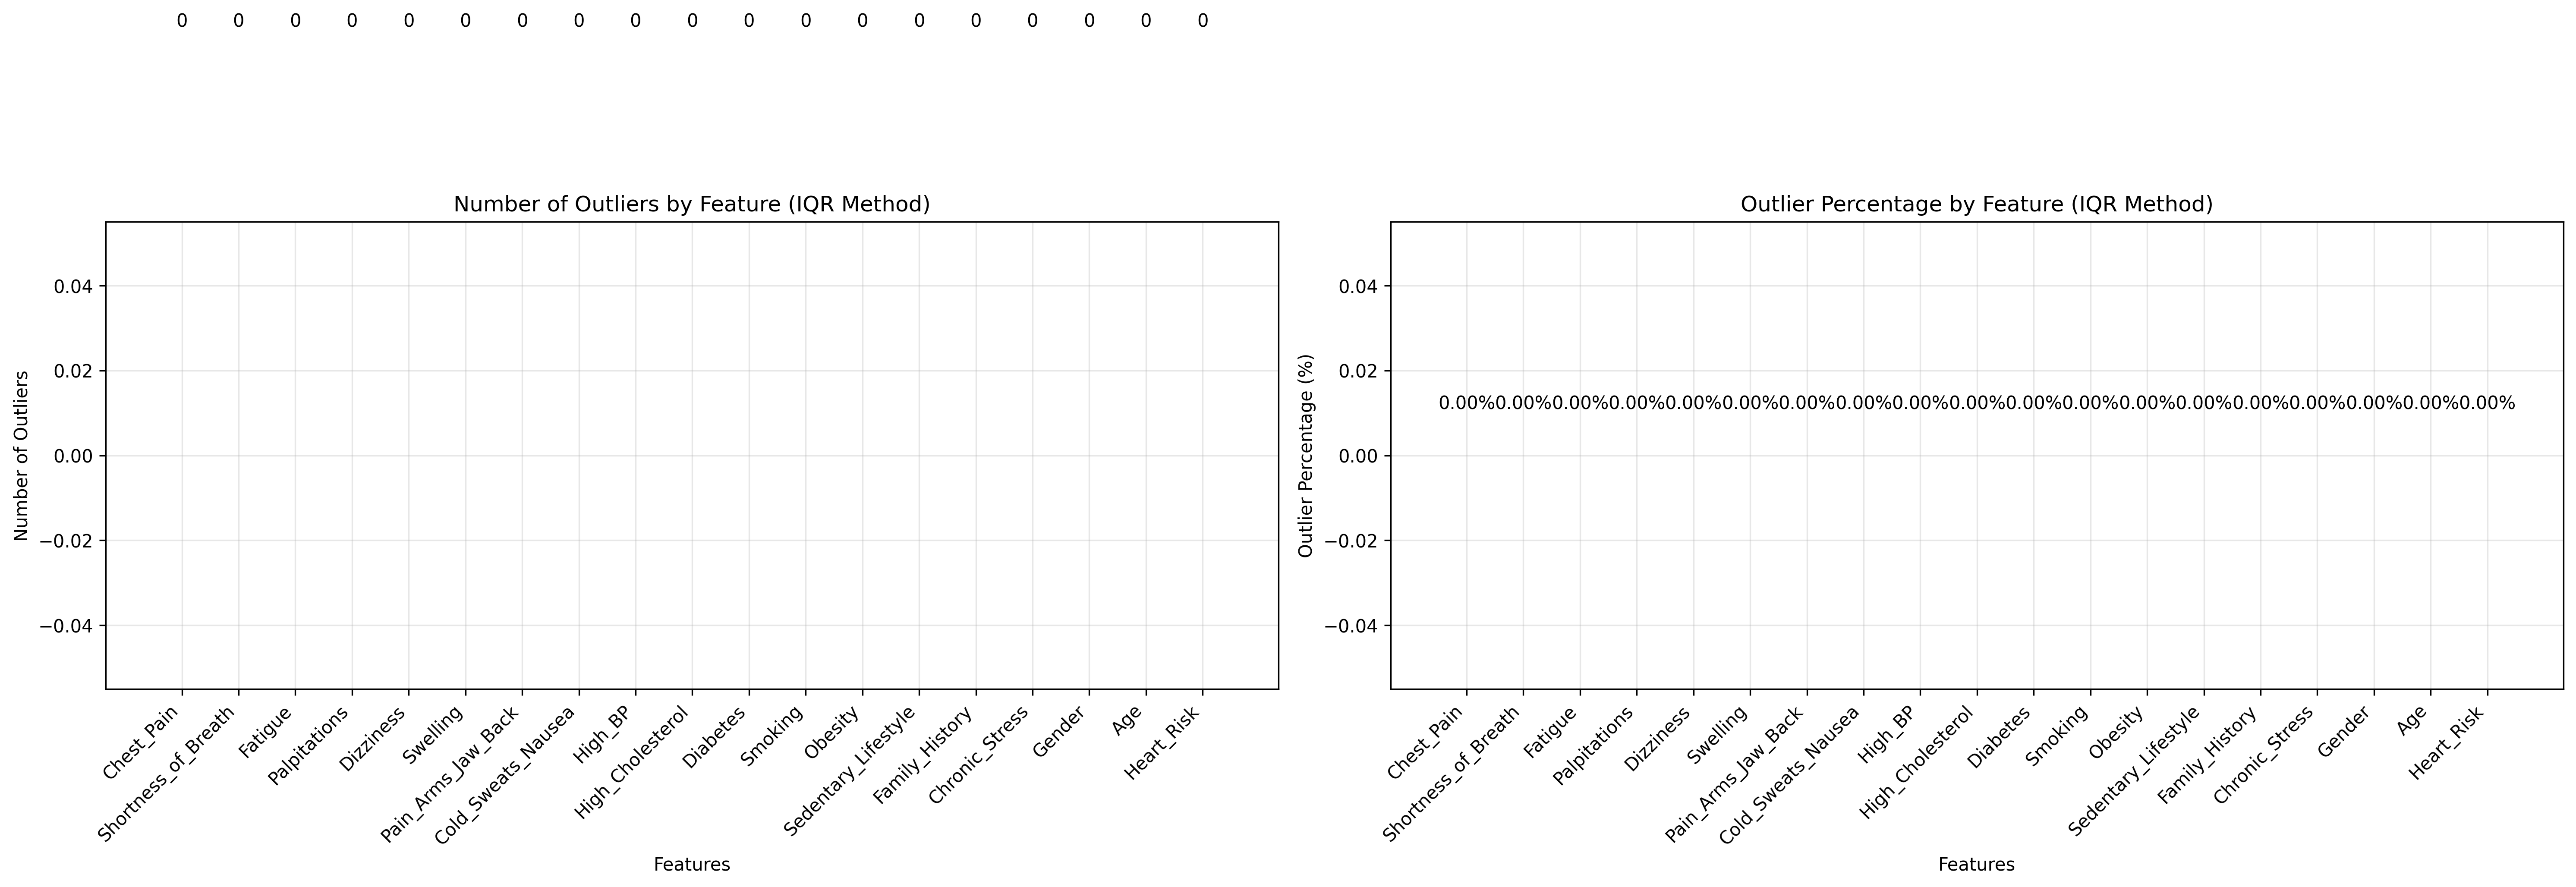 0 0 0 0 0 0 0 0 0 0 0 0 0 0 0 0 0 0 0
Number of Outliers by Feature (IQR Method)
Number of Outliers
0.04
0.02
0.00
−0.02
−0.04
Chest_Pain
Shortness_of_Breath
Fatigue
Palpitations
Dizziness
Swelling
Pain_Arms_Jaw_Back
Cold_Sweats_Nausea
High_BP
High_Cholesterol
Diabetes
Smoking
Obesity
Sedentary_Lifestyle
Family_History
Chronic_Stress
Gender
Age
Heart_Risk
Features
Outlier Percentage by Feature (IQR Method)
Outlier Percentage (%)
0.04
0.02
0.00%0.00%0.00%0.00%0.00%0.00%0.00%0.00%0.00%0.00%0.00%0.00%0.00%0.00%0.00%0.00%0.00%0.00%0.00%
0.00
−0.02
−0.04
Chest_Pain
Shortness_of_Breath
Fatigue
Palpitations
Dizziness
Swelling
Pain_Arms_Jaw_Back
Cold_Sweats_Nausea
High_BP
High_Cholesterol
Diabetes
Smoking
Obesity
Sedentary_Lifestyle
Family_History
Chronic_Stress
Gender
Age
Heart_Risk
Features